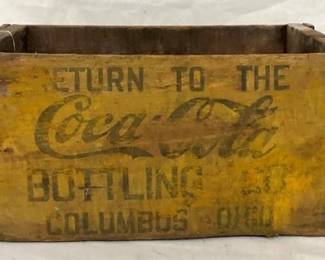 RETURN TO THE
Coca-Cola
BOTTLING CO
COLUMBUS OHIO